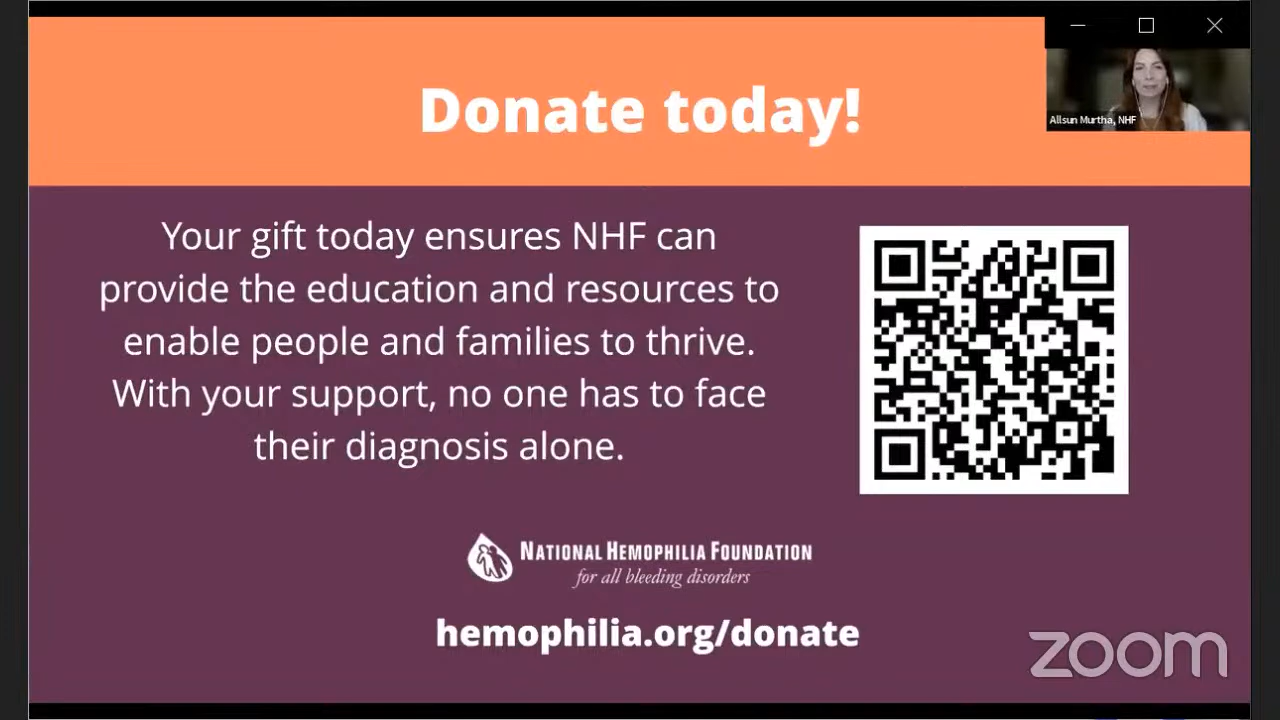 Donate today!
Allsun Murtha, NHF
Your gift today ensures NHF can
provide the education and resources to
enable people and families to thrive.
With your support, no one has to face
their diagnosis alone.
NATIONAL HEMOPHILIA FOUNDATION
for all bleeding disorders
hemophilia.org/donate
zoom